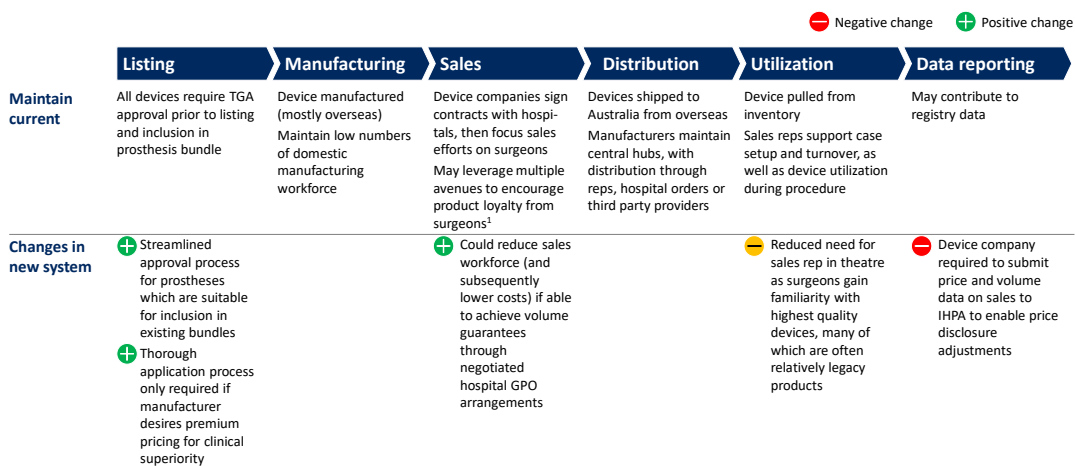 Negative change
Positive change
Listing
Manufacturing
Sales
Distribution
Utilization
Data reporting
Maintain
current
All devices require TGA
approval prior to listing
and inclusion in
prosthesis bundle
Device manufactured
(mostly overseas)
Maintain low numbers
of domestic
manufacturing
workforce
Device companies sign
contracts with hospi-
tals, then focus sales
efforts on surgeons
May leverage multiple
avenues to encourage
product loyalty from
surgeons1
Devices shipped to
Australia from overseas
Manufacturers maintain
central hubs, with
distribution through
reps, hospital orders or
third party providers
Device pulled from
inventory
Sales reps support case
setup and turnover, as
well as device utilization
during procedure
May contribute to
registry data
Changes in
new system
Streamlined
approval process
for prostheses
which are suitable
for inclusion in
existing bundles
Thorough
application process
only required if
manufacturer
desires premium
pricing for clinical
superiority
Could reduce sales
workforce (and
subsequently
lower costs) if able
to achieve volume
guarantees
through
negotiated
hospital GPO
arrangements
Reduced need for
sales rep in theatre
as surgeons gain
familiarity with
highest quality
devices, many of
which are often
relatively legacy
products
Device company
required to submit
price and volume
data on sales to
IHPA to enable price
disclosure
adjustments